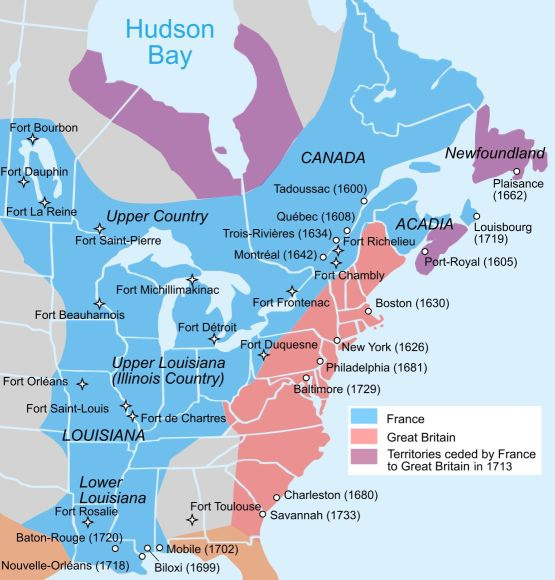 Hudson
Bay
Fort Bourbon
CANADA
Newfoundland
Fort Dauphin
Plaisance
(1662)
Tadoussac (1600)
Fort La Reine
Upper Country
Québec (1608)
ACADIA
Louisbourg
(1719)
Trois-Rivières (1634)
Fort Richelieu
Fort Saint-Pierre
Montréal (1642)
Port-Royal (1605)
Fort Chambly
Fort Michillimakinac
Fort Frontenac
Boston (1630)
Fort Beauharnois
Fort Détroit
Fort Duquesne
New York (1626)
Upper Louisiana
(Illinois Country)
Philadelphia (1681)
Fort Orléans
Baltimore (1729)
Fort Saint-Louis
Fort de Chartres
France
LOUISIANA
Great Britain
Territories ceded by France
to Great Britain in 1713
Lower
Louisiana
Charleston (1680)
Fort Rosalie
Fort Toulouse
Savannah (1733)
Baton-Rouge (1720)
Mobile (1702)
Nouvelle-Orléans (1718)
Biloxi (1699)